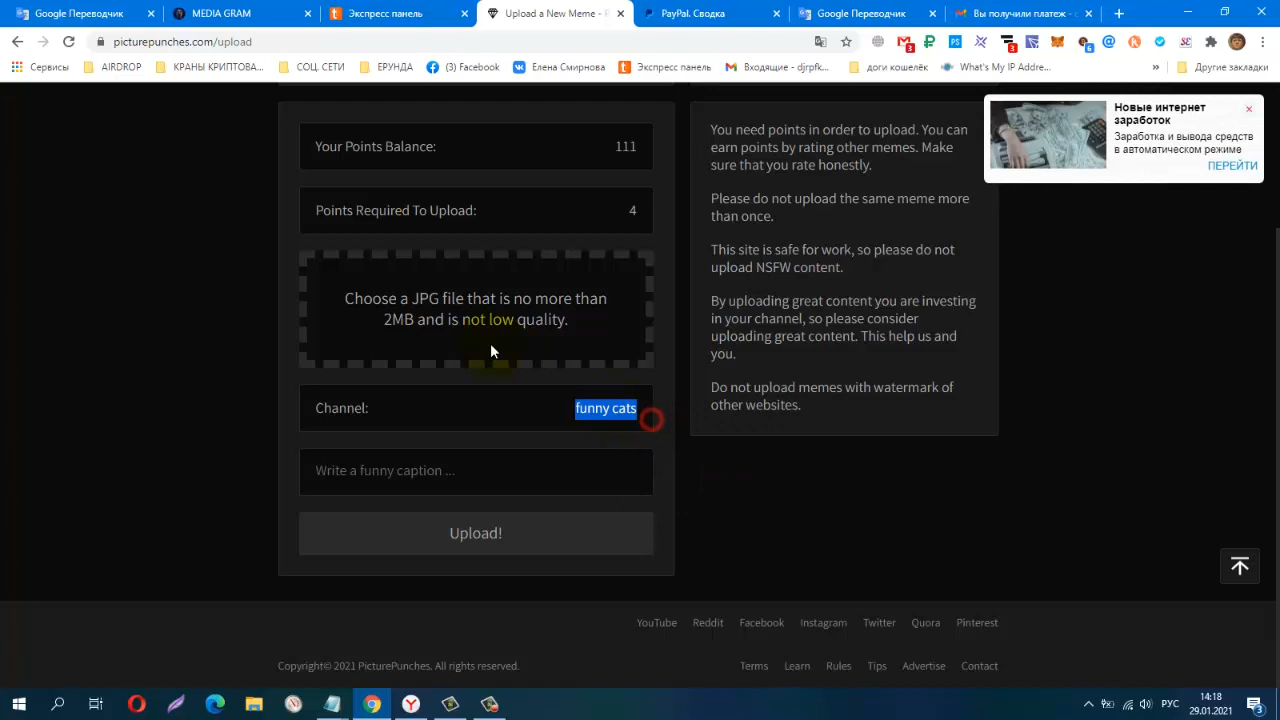 Google Переводчик
MEDIA GRAM
Экспресс панель
Upload a New Meme - P
PayPal. Сводка
Google Переводчик
Вы получили платеж - d
picturepunches.com/upload
3
3
6
Сервисы
AIRDROP
КРАНЫ КРИПТОВА...
СОЦ. СЕТИ
ЕРУНДА
(3) Facebook
Елена Смирнова
Экспресс панель
Входящие - djrpfk...
доги кошелёк
What's My IP Addre...
»
Другие закладки
Новые интернет
заработок
Заработка и вывода средств
в автоматическом режиме
ПЕРЕЙТИ
Your Points Balance: 111
Points Required To Upload: 4
Choose a JPG file that is no more than
2MB and is not low quality.
Channel: funny cats
Write a funny caption ...
Upload!
You need points in order to upload. You can
earn points by rating other memes. Make
sure that you rate honestly.
Please do not upload the same meme more
than once.
This site is safe for work, so please do not
upload NSFW content.
By uploading great content you are investing
in your channel, so please consider
uploading great content. This help us and
you.
Do not upload memes with watermark of
other websites.
YouTube Reddit Facebook Instagram Twitter Quora Pinterest
Copyright© 2021 PicturePunches. All rights reserved.
Terms Learn Rules Tips Advertise Contact
РУС
14:18
29.01.2021
3